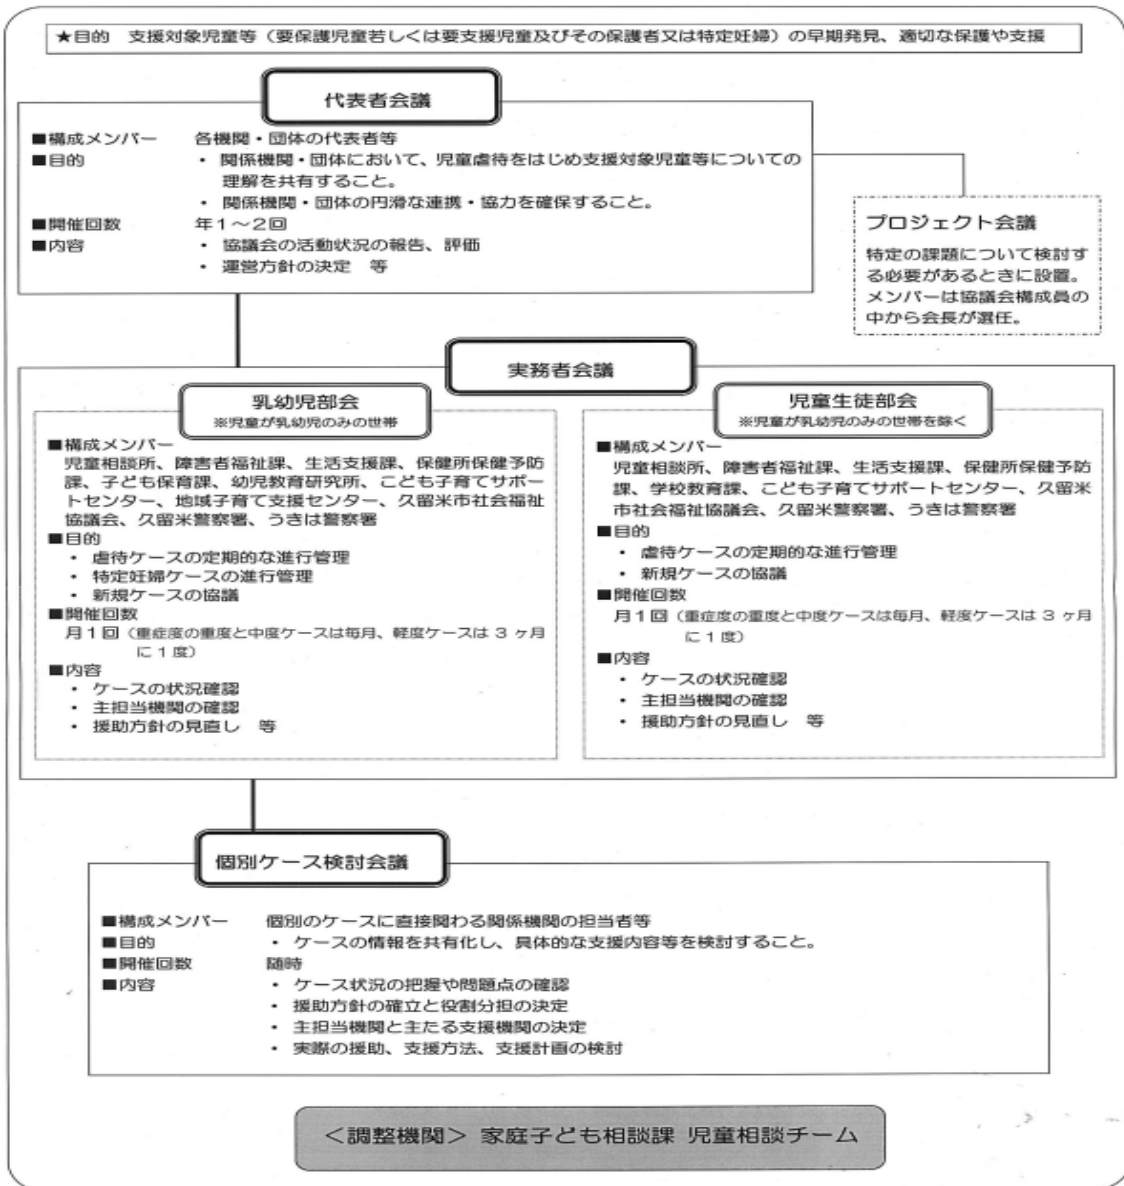 ★目的　支援対象児童等（要保護児童若しくは要支援児童及びその保護者又は特定妊婦）の早期発見、適切な保護や支援
代表者会議
■構成メンバー　各機関・団体の代表者等
■目的　・ 関係機関・団体において、児童虐待をはじめ支援対象児童等についての
理解を共有すること。
・ 関係機関・団体の円滑な連携・協力を確保すること。
■開催回数　年１～２回
■内容　・ 協議会の活動状況の報告、評価
・ 運営方針の決定　等
プロジェクト会議
特定の課題について検討す
る必要があるときに設置。
メンバーは協議会構成員の
中から会長が選任。
実務者会議
乳幼児部会
※児童が乳幼児のみの世帯
■構成メンバー
児童相談所、障害者福祉課、生活支援課、保健所保健予防
課、子ども保育課、幼児教育研究所、こども子育てサポー
トセンター、地域子育て支援センター、久留米市社会福祉
協議会、久留米警察署、うきは警察署
■目的
・ 虐待ケースの定期的な進行管理
・ 特定妊婦ケースの進行管理
・ 新規ケースの協議
■開催回数
月１回（重症度の重度と中度ケースは毎月、軽度ケースは 3 ヶ月
に 1 度）
■内容
・ ケースの状況確認
・ 主担当機関の確認
・ 援助方針の見直し　等
児童生徒部会
※児童が乳幼児のみの世帯を除く
■構成メンバー
児童相談所、障害者福祉課、生活支援課、保健所保健予防
課、学校教育課、こども子育てサポートセンター、久留米
市社会福祉協議会、久留米警察署、うきは警察署
■目的
・ 虐待ケースの定期的な進行管理
・ 新規ケースの協議
■開催回数
月１回（重症度の重度と中度ケースは毎月、軽度ケースは 3 ヶ月
に 1 度）
■内容
・ ケースの状況確認
・ 主担当機関の確認
・ 援助方針の見直し　等
個別ケース検討会議
■構成メンバー　個別のケースに直接関わる関係機関の担当者等
■目的　・ ケースの情報を共有化し、具体的な支援内容等を検討すること。
■開催回数　随時
■内容　・ ケース状況の把握や問題点の確認
・ 援助方針の確立と役割分担の決定
・ 主担当機関と主たる支援機関の決定
・ 実際の援助、支援方法、支援計画の検討
＜調整機関＞ 家庭子ども相談課 児童相談チーム